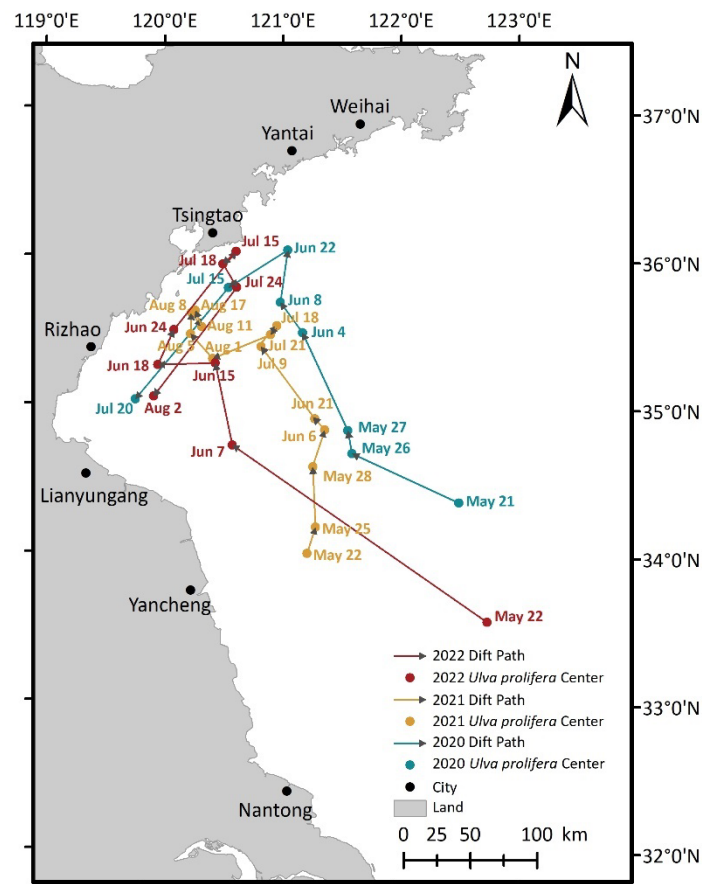 119°0'E 120°0'E 121°0'E 122°0'E 123°0'E
N
37°0'N
Weihai
Yantai
Tsingtao
Jul 15
Jun 22
36°0'N
Jul 18
Jul 15
Jul 24
Aug 8
Aug 17
Jun 8
Jul 18
Jun 24
Aug 11
Jun 4
Rizhao
Aug 5
Aug 1
Jul 21
Jul 9
Jun 18
Jun 15
Jul 20
Aug 2
Jun 21
35°0'N
May 27
Jun 6
May 26
Jun 7
May 28
Lianyungang
May 21
May 25
34°0'N
May 22
Yancheng
May 22
2022 Dift Path
2022 Ulva prolifera Center
2021 Dift Path
33°0'N
2021 Ulva prolifera Center
2020 Dift Path
2020 Ulva prolifera Center
City
Nantong
Land
0 25 50 100 km
32°0'N